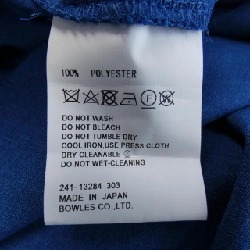 100% POLYESTER
DO NOT WASH
DO NOT BLEACH
DO NOT TUMBLE DRY
COOL IRON,USE PRESS CLOTH
DRY CLEANABLE Ⓕ
DO NOT WET-CLEANING
241-13284 303
MADE IN JAPAN
BOWLES CO.,LTD.